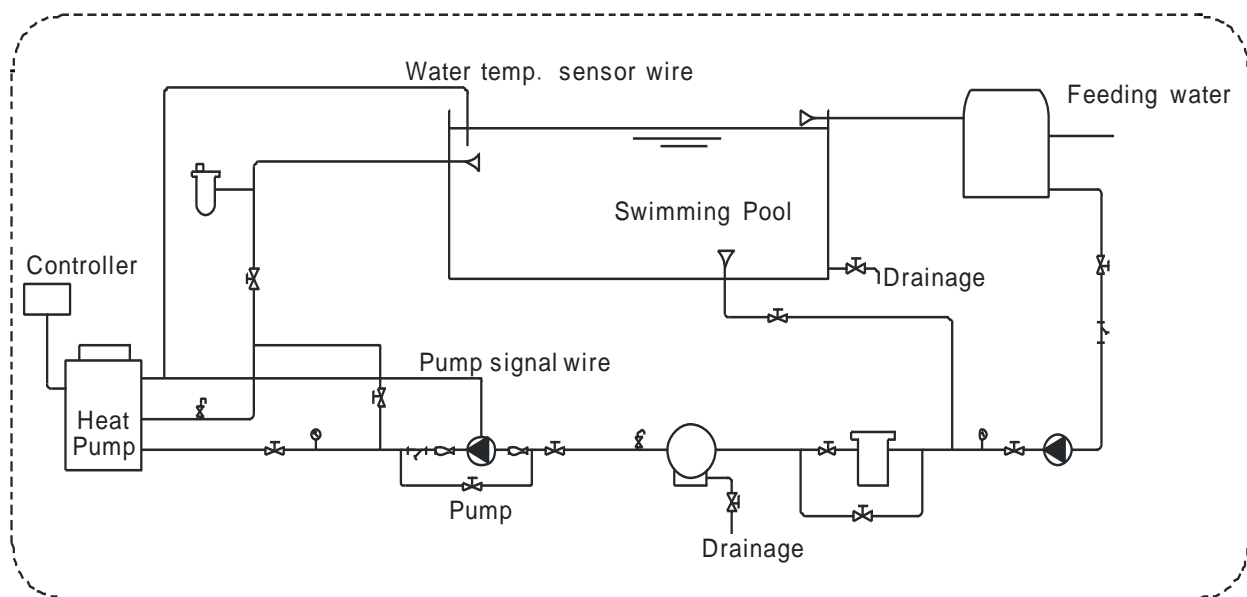 Water temp. sensor wire
Feeding water
Swimming Pool
Controller
Drainage
Pump signal wire
Heat
Pump
Pump
Drainage